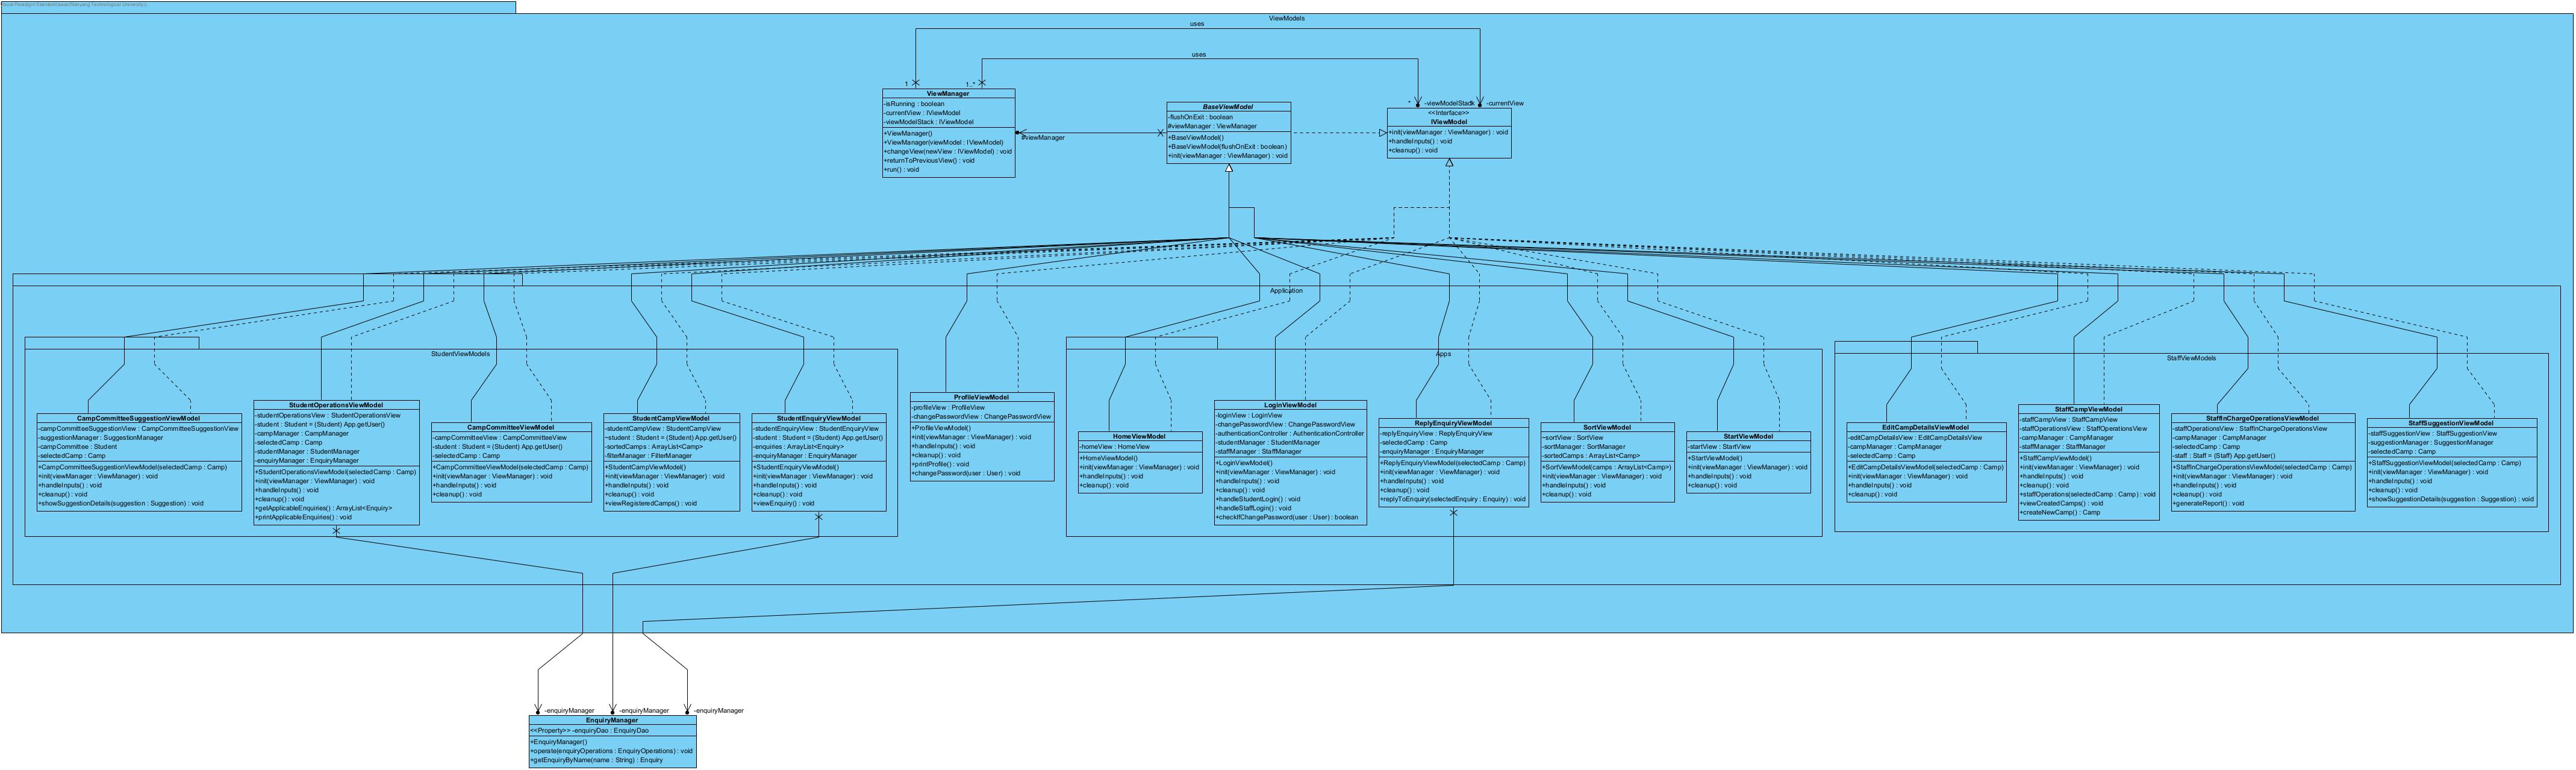 Visual Paradigm Standard(kawai(Nanyang Technological University))
ViewModels
uses
uses
1
1..*
*
-viewModelStack
-currentView
ViewManager
-isRunning : boolean
-currentView : IViewModel
-viewModelStack : IViewModel
+ViewManager()
+ViewManager(viewModel : IViewModel)
+changeView(newView : IViewModel) : void
+returnToPreviousView() : void
+run() : void
#viewManager
BaseViewModel
-flushOnExit : boolean
#viewManager : ViewManager
+BaseViewModel()
+BaseViewModel(flushOnExit : boolean)
+init(viewManager : ViewManager) : void
<<Interface>>
IViewModel
+init(viewManager : ViewManager) : void
+handleInputs() : void
+cleanup() : void
Application
StudentViewModels
CampCommitteeSuggestionViewModel
-campCommitteeSuggestionView : CampCommitteeSuggestionView
-suggestionManager : SuggestionManager
-campCommittee : Student
-selectedCamp : Camp
+CampCommitteeSuggestionViewModel(selectedCamp : Camp)
+init(viewManager : ViewManager) : void
+handleInputs() : void
+cleanup() : void
+showSuggestionDetails(suggestion : Suggestion) : void
StudentOperationsViewModel
-studentOperationsView : StudentOperationsView
-student : Student = (Student) App.getUser()
-campManager : CampManager
-selectedCamp : Camp
-studentManager : StudentManager
-enquiryManager : EnquiryManager
+StudentOperationsViewModel(selectedCamp : Camp)
+init(viewManager : ViewManager) : void
+handleInputs() : void
+cleanup() : void
+getApplicableEnquiries() : ArrayList<Enquiry>
+printApplicableEnquiries() : void
CampCommitteeViewModel
-campCommitteeView : CampCommitteeView
-student : Student = (Student) App.getUser()
-selectedCamp : Camp
+CampCommitteeViewModel(selectedCamp : Camp)
+init(viewManager : ViewManager) : void
+handleInputs() : void
+cleanup() : void
StudentCampViewModel
-studentCampView : StudentCampView
~student : Student = (Student) App.getUser()
-sortedCamps : ArrayList<Camp>
-filterManager : FilterManager
+StudentCampViewModel()
+init(viewManager : ViewManager) : void
+handleInputs() : void
+cleanup() : void
+viewRegisteredCamps() : void
StudentEnquiryViewModel
-studentEnquiryView : StudentEnquiryView
-student : Student = (Student) App.getUser()
-enquiries : ArrayList<Enquiry>
-enquiryManager : EnquiryManager
+StudentEnquiryViewModel()
+init(viewManager : ViewManager) : void
+handleInputs() : void
+cleanup() : void
+viewEnquiry() : void
ProfileViewModel
-profileView : ProfileView
-changePasswordView : ChangePasswordView
+ProfileViewModel()
+init(viewManager : ViewManager) : void
+handleInputs() : void
+cleanup() : void
+printProfile() : void
+changePassword(user : User) : void
Apps
HomeViewModel
-homeView : HomeView
+HomeViewModel()
+init(viewManager : ViewManager) : void
+handleInputs() : void
+cleanup() : void
LoginViewModel
-loginView : LoginView
-changePasswordView : ChangePasswordView
-authenticationController : AuthenticationController
-studentManager : StudentManager
-staffManager : StaffManager
+LoginViewModel()
+init(viewManager : ViewManager) : void
+handleInputs() : void
+cleanup() : void
+handleStudentLogin() : void
+handleStaffLogin() : void
+checkIfChangePassword(user : User) : boolean
ReplyEnquiryViewModel
-replyEnquiryView : ReplyEnquiryView
-selectedCamp : Camp
-enquiryManager : EnquiryManager
+ReplyEnquiryViewModel(selectedCamp : Camp)
+init(viewManager : ViewManager) : void
+handleInputs() : void
+cleanup() : void
+replyToEnquiry(selectedEnquiry : Enquiry) : void
SortViewModel
~sortView : SortView
-sortManager : SortManager
-sortedCamps : ArrayList<Camp>
+SortViewModel(camps : ArrayList<Camp>)
+init(viewManager : ViewManager) : void
+handleInputs() : void
+cleanup() : void
StartViewModel
-startView : StartView
+StartViewModel()
+init(viewManager : ViewManager) : void
+handleInputs() : void
+cleanup() : void
StaffViewModels
EditCampDetailsViewModel
-editCampDetailsView : EditCampDetailsView
-campManager : CampManager
-selectedCamp : Camp
+EditCampDetailsViewModel(selectedCamp : Camp)
+init(viewManager : ViewManager) : void
+handleInputs() : void
+cleanup() : void
StaffCampViewModel
-staffCampView : StaffCampView
-staffOperationsView : StaffOperationsView
-campManager : CampManager
-staffManager : StaffManager
+StaffCampViewModel()
+init(viewManager : ViewManager) : void
+handleInputs() : void
+cleanup() : void
+staffOperations(selectedCamp : Camp) : void
+viewCreatedCamps() : void
+createNewCamp() : Camp
StaffInChargeOperationsViewModel
-staffOperationsView : StaffInChargeOperationsView
-campManager : CampManager
-selectedCamp : Camp
-staff : Staff = (Staff) App.getUser()
+StaffInChargeOperationsViewModel(selectedCamp : Camp)
+init(viewManager : ViewManager) : void
+handleInputs() : void
+cleanup() : void
+generateReport() : void
StaffSuggestionViewModel
-staffSuggestionView : StaffSuggestionView
-suggestionManager : SuggestionManager
-selectedCamp : Camp
+StaffSuggestionViewModel(selectedCamp : Camp)
+init(viewManager : ViewManager) : void
+handleInputs() : void
+cleanup() : void
+showSuggestionDetails(suggestion : Suggestion) : void
-enquiryManager
-enquiryManager
-enquiryManager
EnquiryManager
<<Property>> -enquiryDao : EnquiryDao
+EnquiryManager()
+operate(enquiryOperations : EnquiryOperations) : void
+getEnquiryByName(name : String) : Enquiry